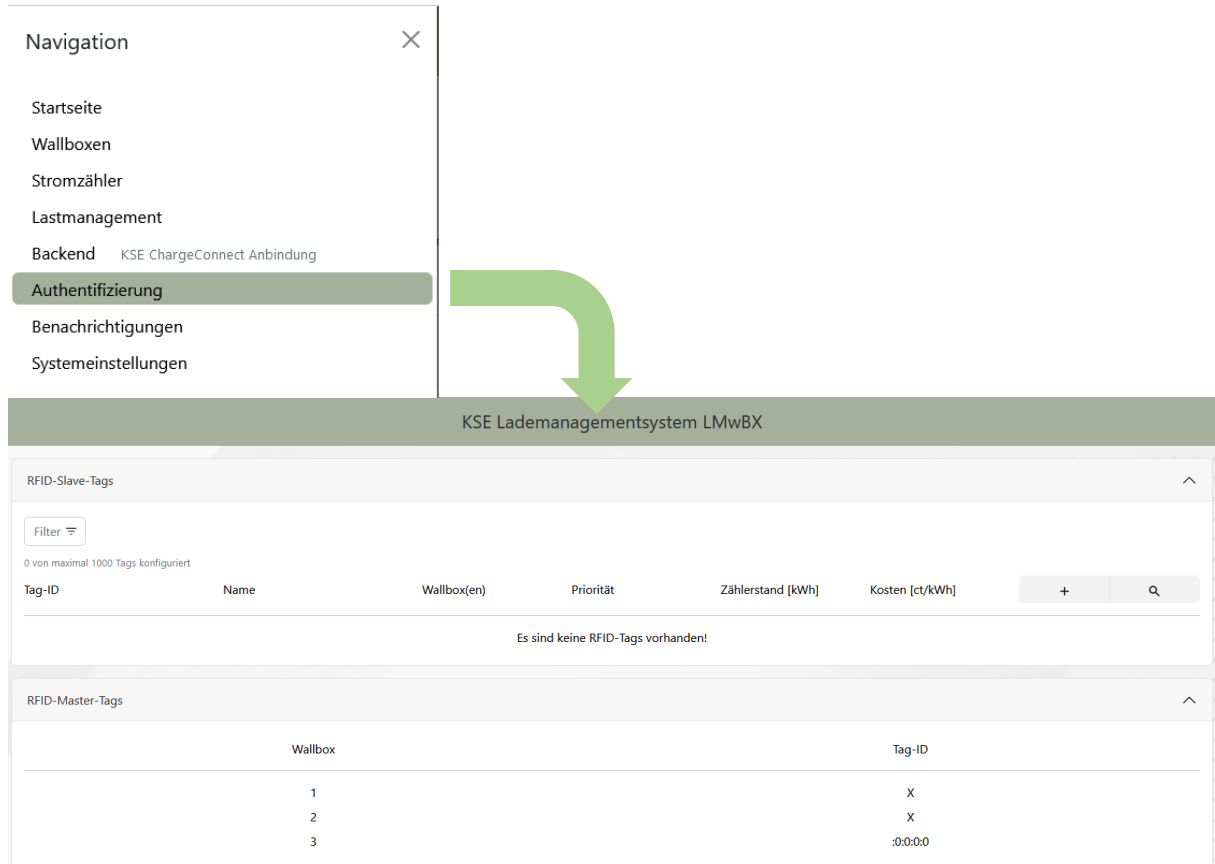 Navigation
Startseite
Wallboxen
Stromzähler
Lastmanagement
Backend KSE ChargeConnect Anbindung
Authentifizierung
Benachrichtigungen
Systemeinstellungen
KSE Lademanagementsystem LMwBX
RFID-Slave-Tags
Filter
0 von maximal 1000 Tags konfiguriert
Tag-ID Name Wallbox(en) Priorität Zählerstand [kWh] Kosten [ct/kWh] +
Es sind keine RFID-Tags vorhanden!
RFID-Master-Tags
Wallbox Tag-ID
1 X
2 X
3 :0:0:0:0